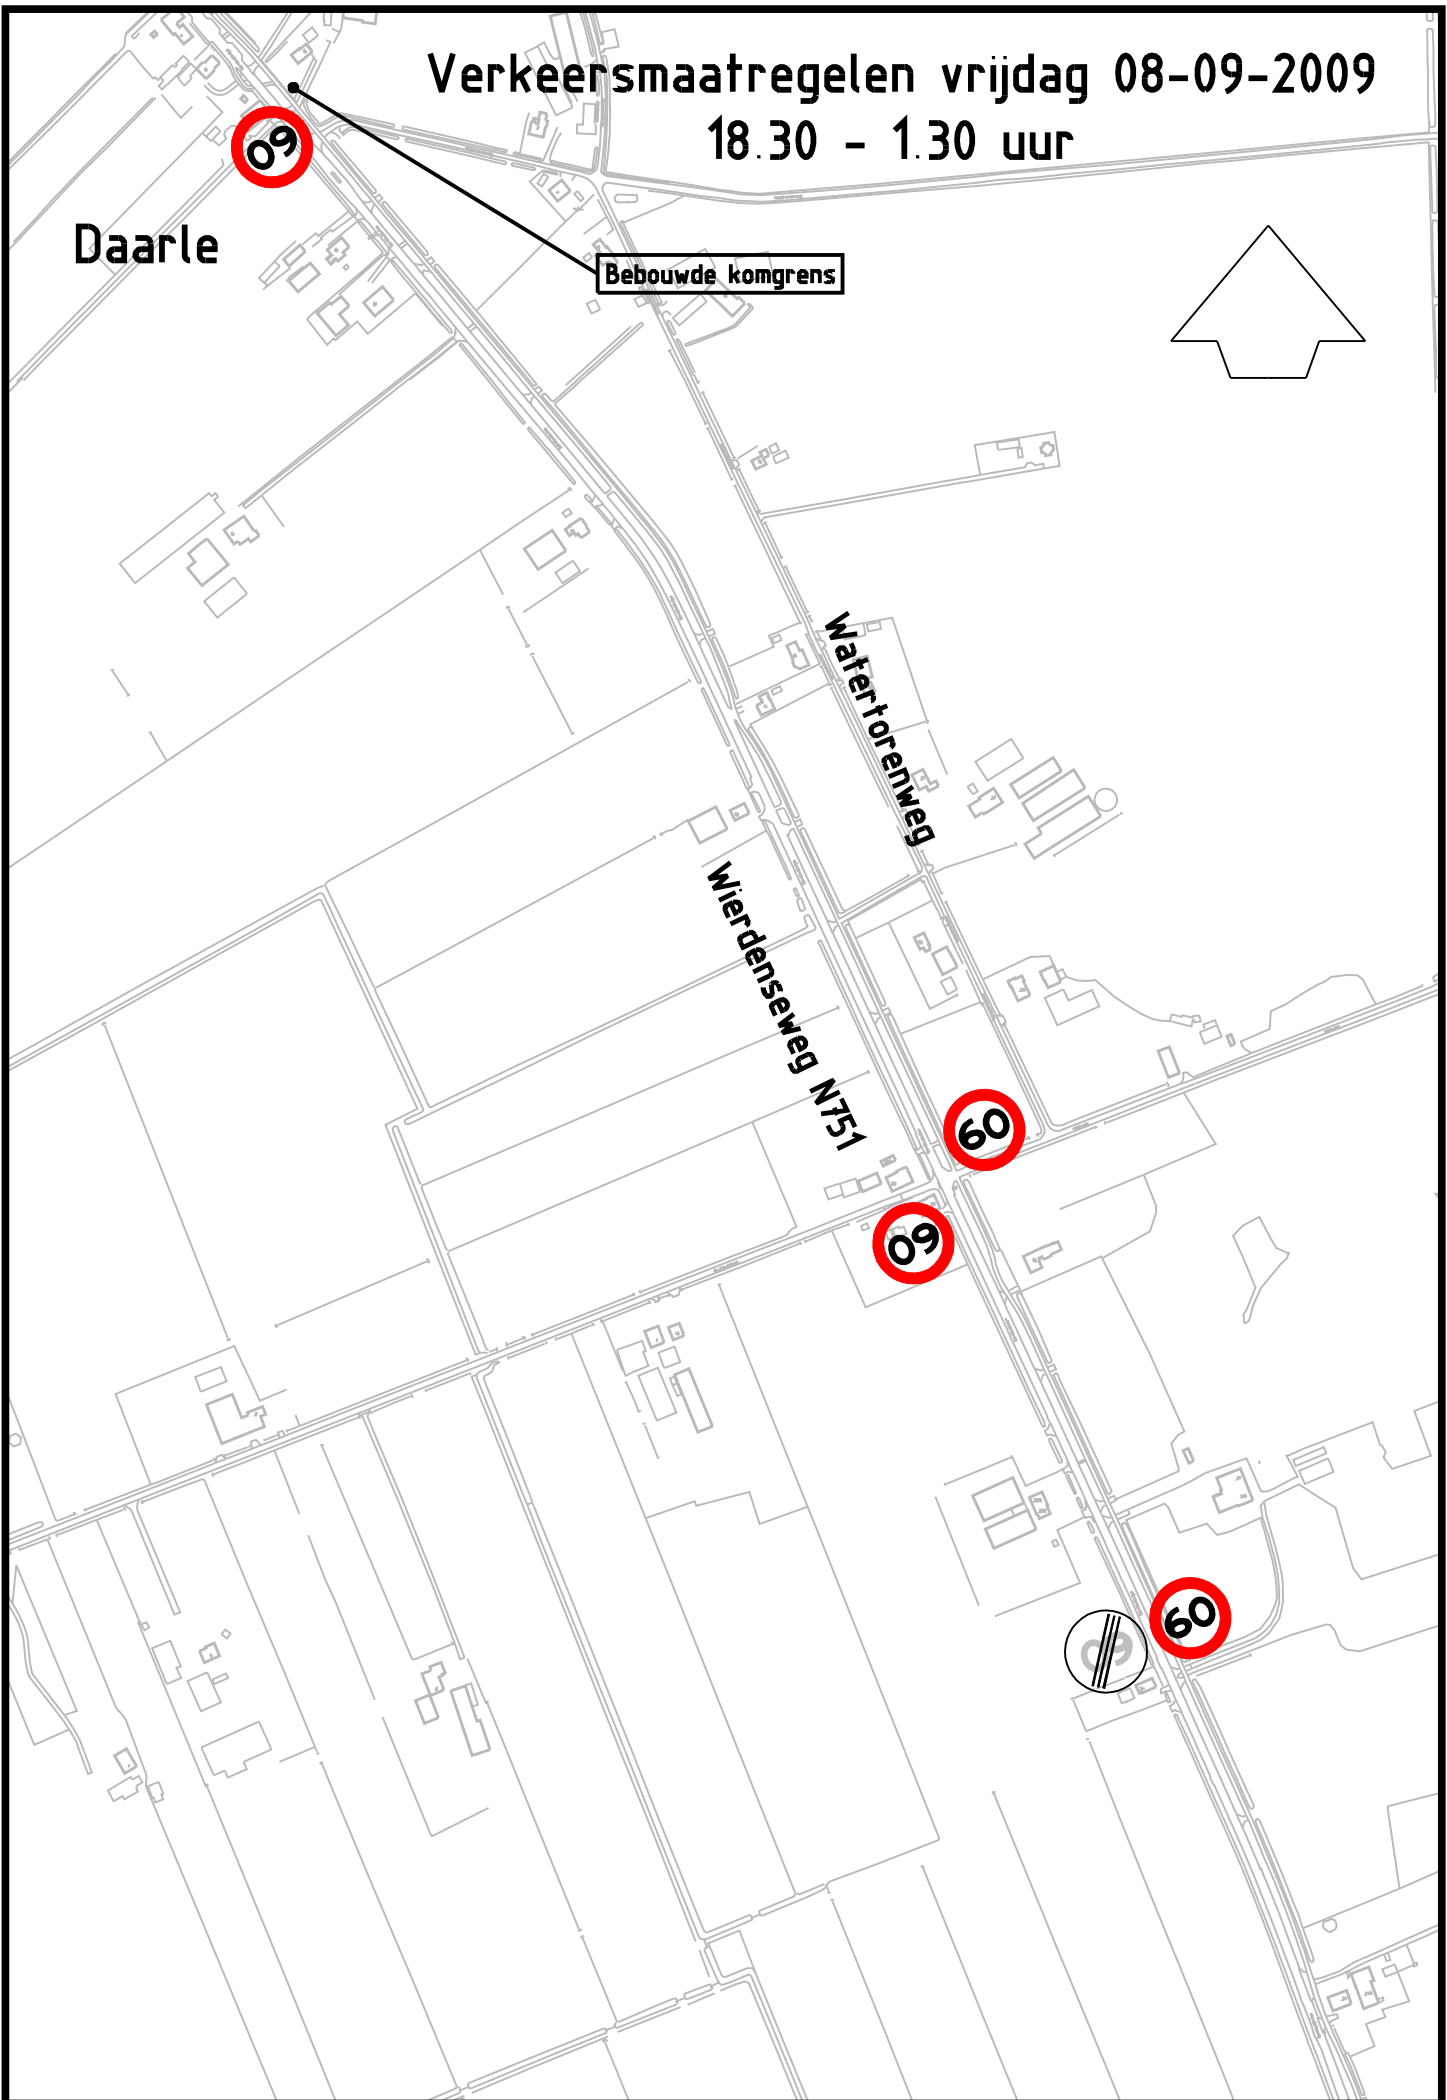 Verkeersmaatregelen vrijdag 08-09-2009
18.30 - 1.30 uur
60
Daarle
Bebouwde komgrens
Watertorenweg
Wierdenseweg N751
60
60
60
60